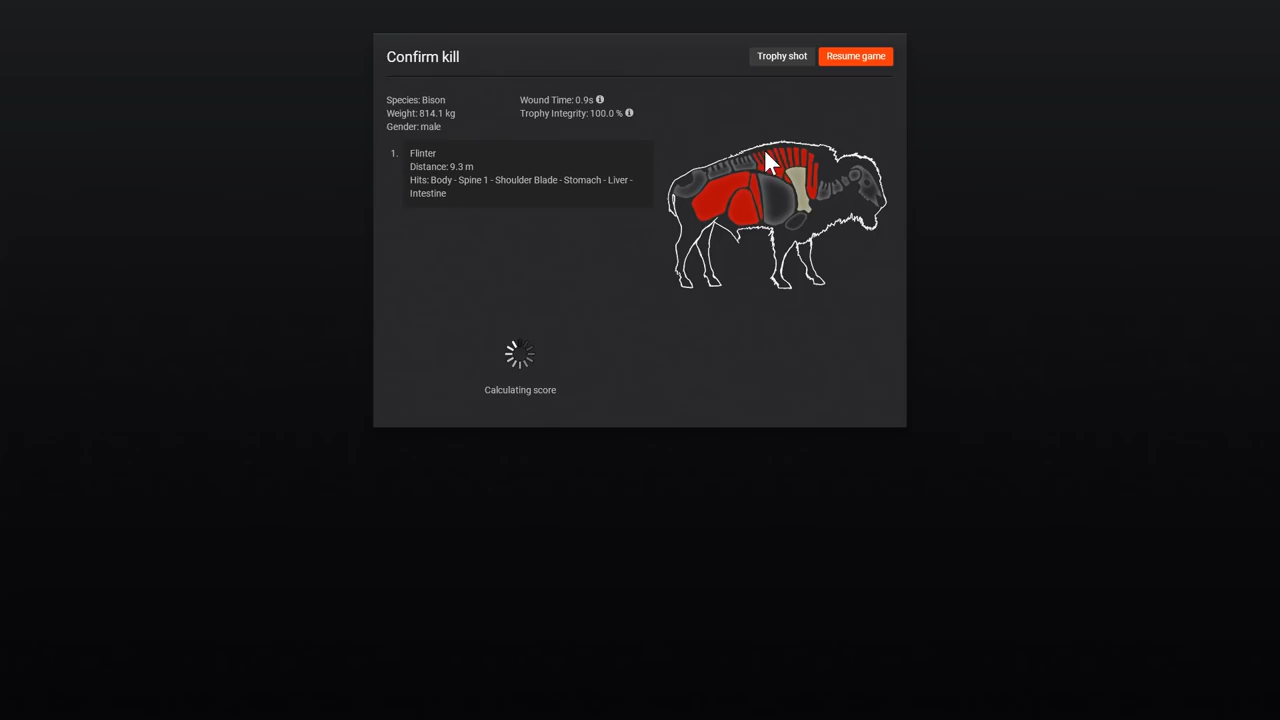 Confirm kill
Trophy shot
Resume game
Species: Bison
Weight: 814.1 kg
Gender: male
Wound Time: 0.9s
Trophy Integrity: 100.0 %
1.
Flinter
Distance: 9.3 m
Hits: Body - Spine 1 - Shoulder Blade - Stomach - Liver -
Intestine
Calculating score